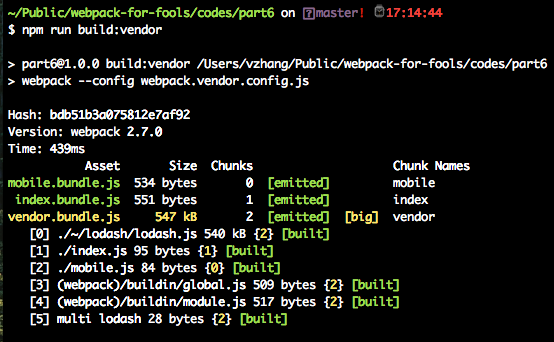 ~/Public/webpack-for-fools/codes/part6 on master! 17:14:44
$ npm run build:vendor

> part6@1.0.0 build:vendor /Users/vzhang/Public/webpack-for-fools/codes/part6
> webpack --config webpack.vendor.config.js

Hash: bdb51b3a075812e7af92
Version: webpack 2.7.0
Time: 439ms
Asset Size Chunks Chunk Names
mobile.bundle.js 534 bytes 0 [emitted] mobile
index.bundle.js 551 bytes 1 [emitted] index
vendor.bundle.js 547 kB 2 [emitted] [big] vendor
[0] ./~/lodash/lodash.js 540 kB {2} [built]
[1] ./index.js 95 bytes {1} [built]
[2] ./mobile.js 84 bytes {0} [built]
[3] (webpack)/buildin/global.js 509 bytes {2} [built]
[4] (webpack)/buildin/module.js 517 bytes {2} [built]
[5] multi lodash 28 bytes {2} [built]